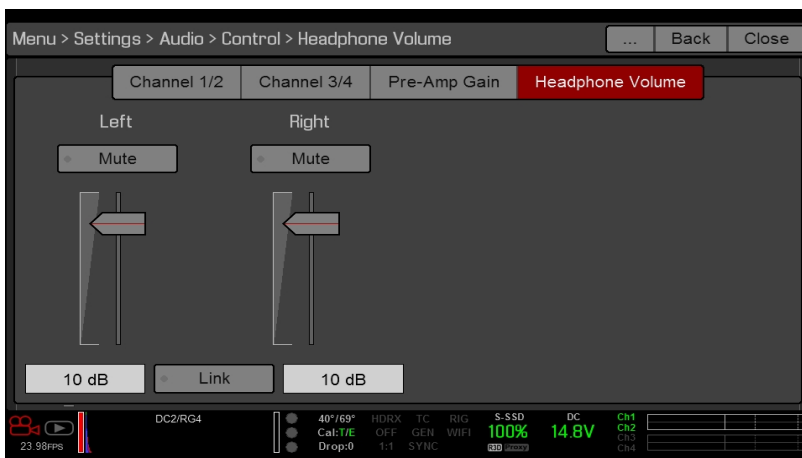 Menu > Settings > Audio > Control > Headphone Volume ... Back Close
Channel 1/2 Channel 3/4 Pre-Amp Gain Headphone Volume
Left Right
Mute Mute
10 dB Link 10 dB
DC2/RG4 40°/69° HDRX TC RIG S-SSD DC Ch1
Cal:T/E OFF GEN WIFI 100% 14.8V Ch2
23.98FPS Drop:0 1:1 SYNC R3D Proxy Ch3
Ch4